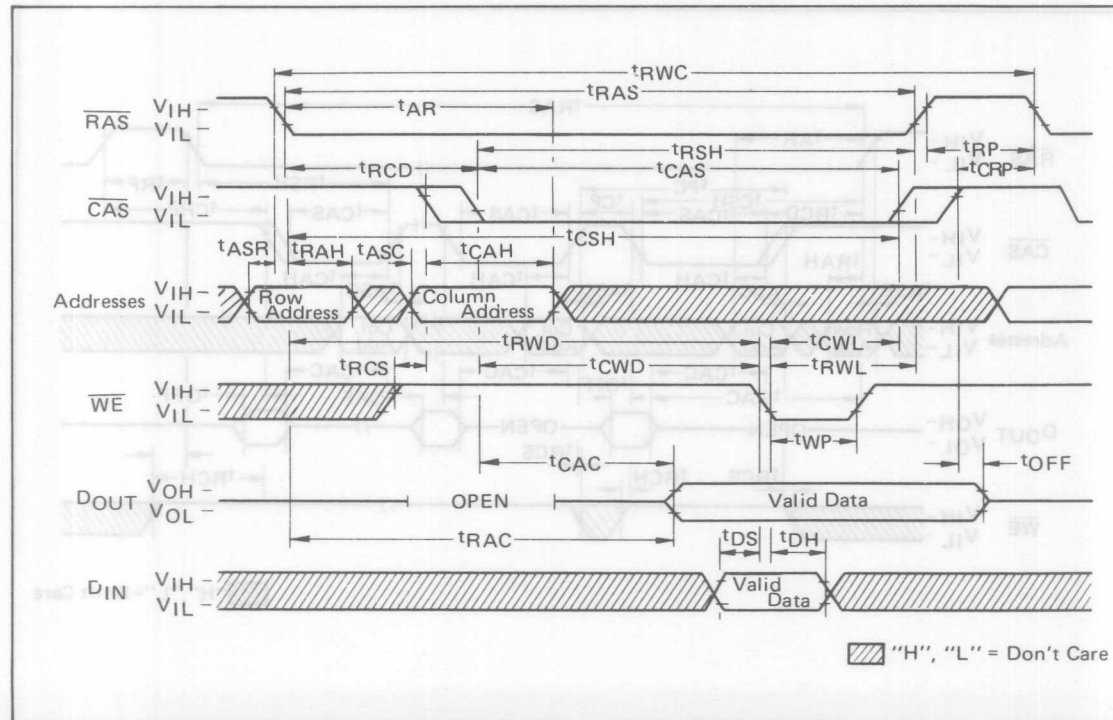 tRWC
tRAS
tAR
RAS VIH
VIL
tRSH
tRP
tRCD
tCAS
tCRP
CAS VIH
VIL
tCSH
tASR tRAH tASC tCAH
Addresses VIH
VIL
Row Address
Column Address
tRWD
tCWL
tRCS
tCWD
tRWL
WE VIH
VIL
tWP
tCAC
tOFF
DOUT VOH
VOL
OPEN
Valid Data
tRAC
tDS tDH
DIN VIH
VIL
Valid Data
"H", "L" = Don't Care